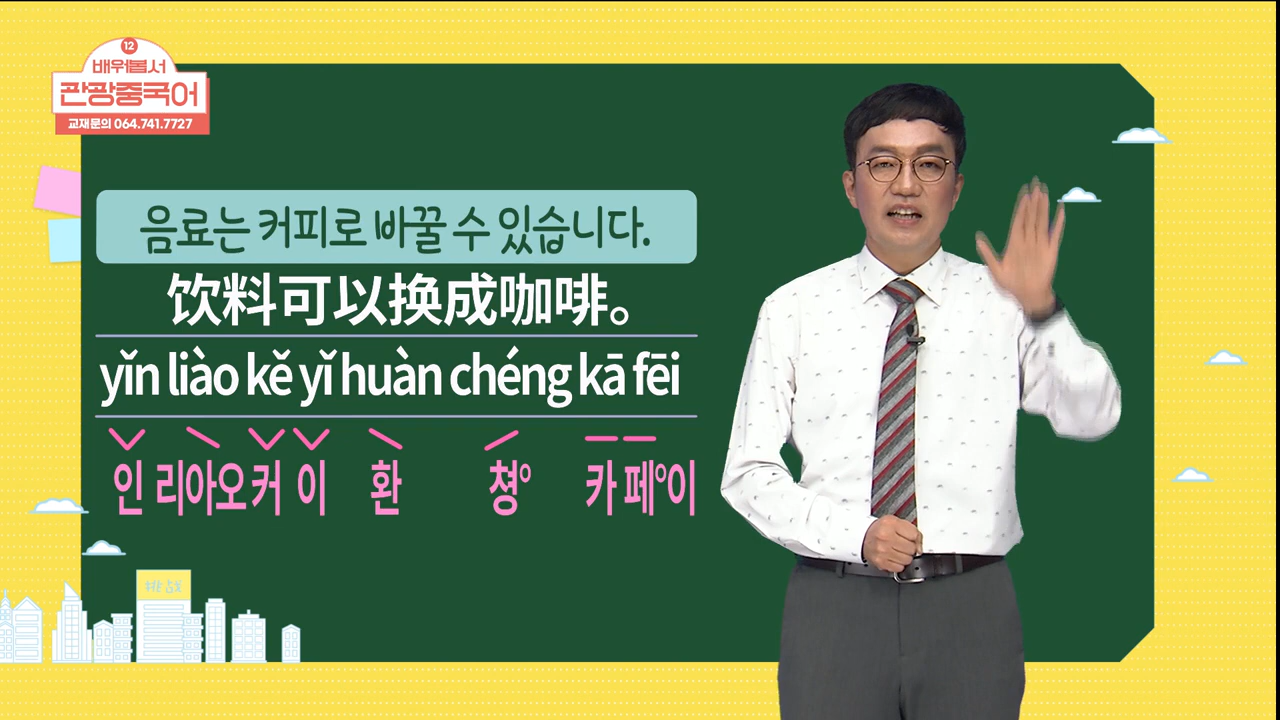 12
배워봅서
관광중국어
교재문의 064.741.7727
음료는 커피로 바꿀 수 있습니다.
饮料可以换成咖啡。
yǐn liào kě yǐ huàn chéng kā fēi
인 리아오 커 이 환 청° 카 페°이